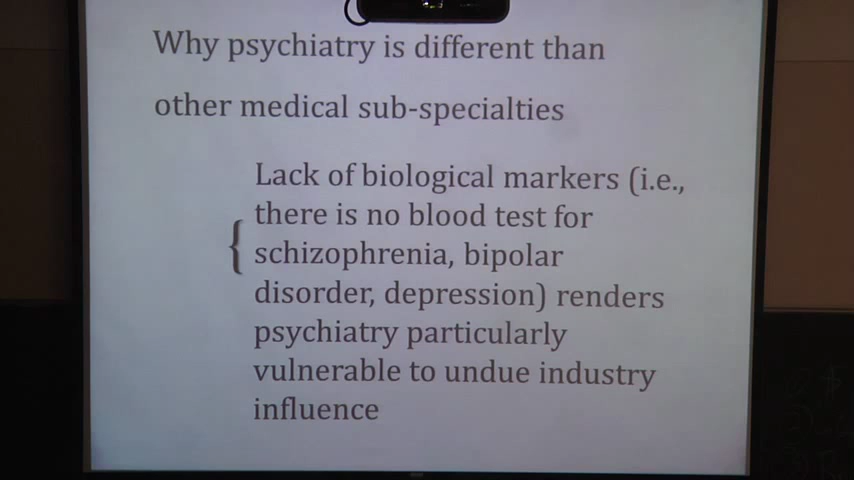 Why psychiatry is different than
other medical sub-specialties
{
Lack of biological markers (i.e.,
there is no blood test for
schizophrenia, bipolar
disorder, depression) renders
psychiatry particularly
vulnerable to undue industry
influence